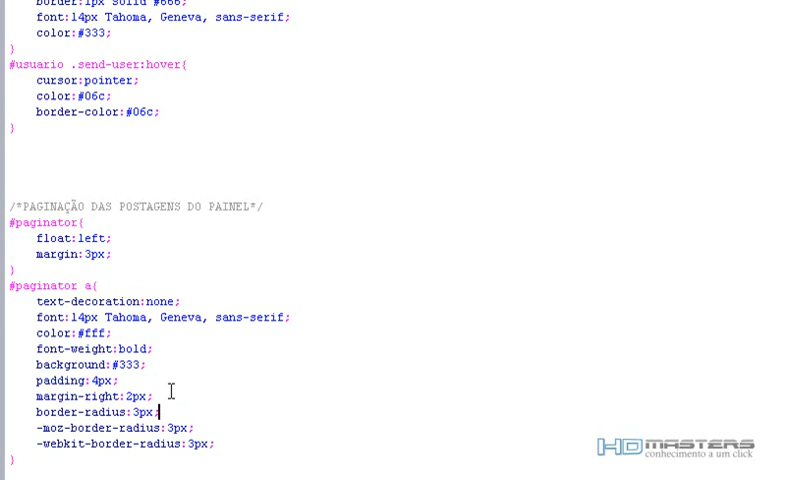 border:1px solid #666;
font:14px Tahoma, Geneva, sans-serif;
color:#333;
}
#usuario .send-user:hover{
cursor:pointer;
color:#06c;
border-color:#06c;
}
/*PAGINAÇÃO DAS POSTAGENS DO PAINEL*/
#paginator{
float:left;
margin:3px;
}
#paginator a{
text-decoration:none;
font:14px Tahoma, Geneva, sans-serif;
color:#fff;
font-weight:bold;
background:#333;
padding:4px;
margin-right:2px;
border-radius:3px;
-moz-border-radius:3px;
-webkit-border-radius:3px;
}
HDMASTERS
conhecimento a um click